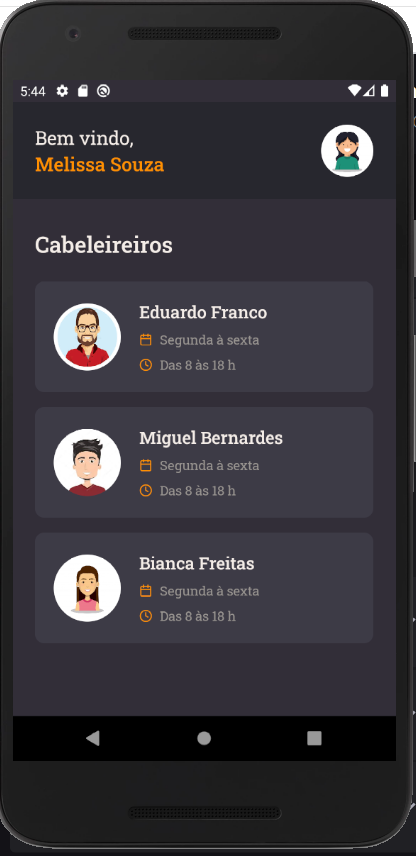 5:44
Bem vindo,
Melissa Souza
Cabeleireiros
Eduardo Franco
Segunda à sexta
Das 8 às 18 h
Miguel Bernardes
Segunda à sexta
Das 8 às 18 h
Bianca Freitas
Segunda à sexta
Das 8 às 18 h